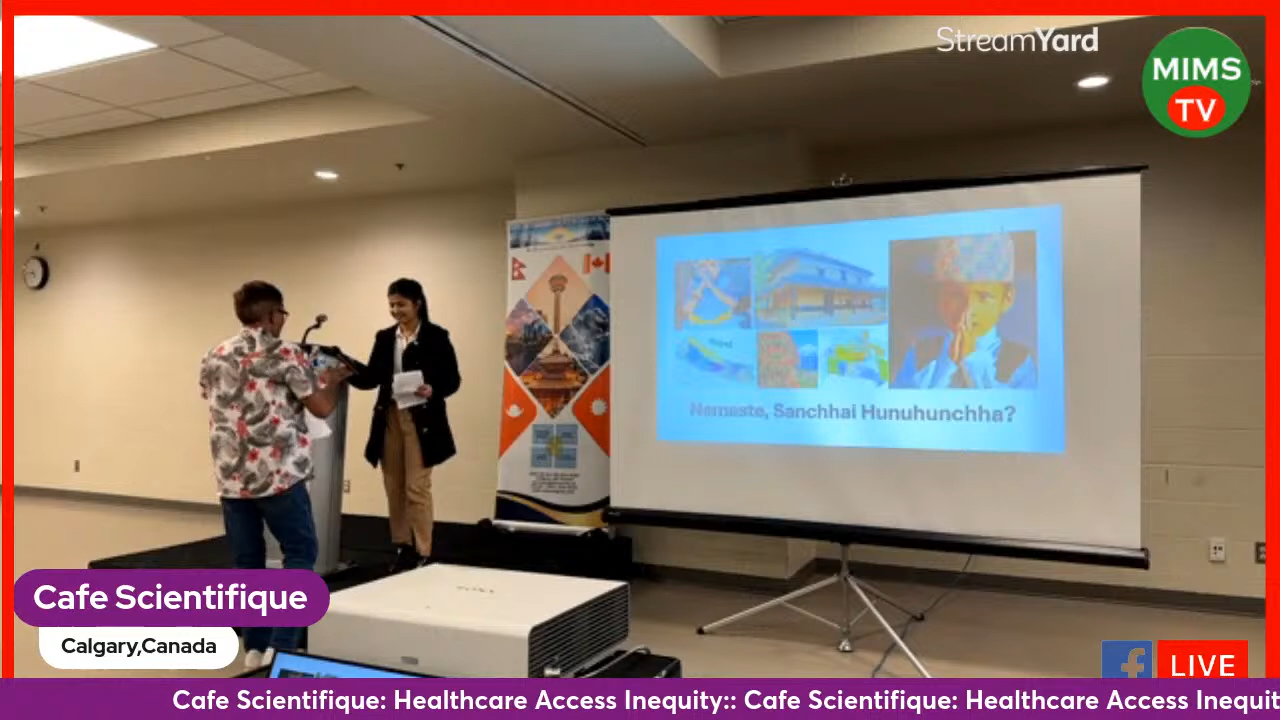 StreamYard
MIMS
TV
Namaste, Sanchhai Hunuhunchha?
SONY
Cafe Scientifique
Calgary,Canada
LIVE
Cafe Scientifique: Healthcare Access Inequity:: Cafe Scientifique: Healthcare Access Inequit